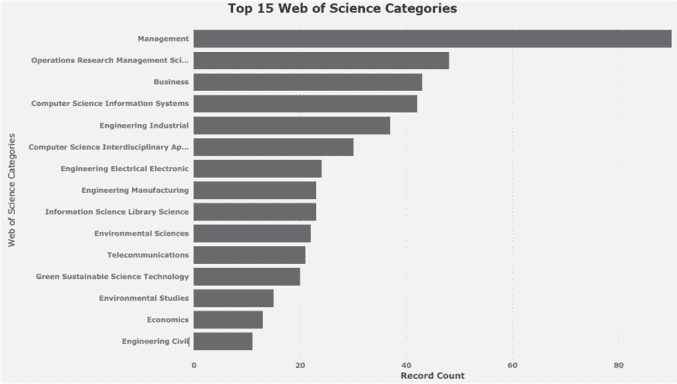 Top 15 Web of Science Categories
Web of Science Categories
Management
Operations Research Management Sci...
Business
Computer Science Information Systems
Engineering Industrial
Computer Science Interdisciplinary Ap...
Engineering Electrical Electronic
Engineering Manufacturing
Information Science Library Science
Environmental Sciences
Telecommunications
Green Sustainable Science Technology
Environmental Studies
Economics
Engineering Civil
0 20 40 60 80
Record Count